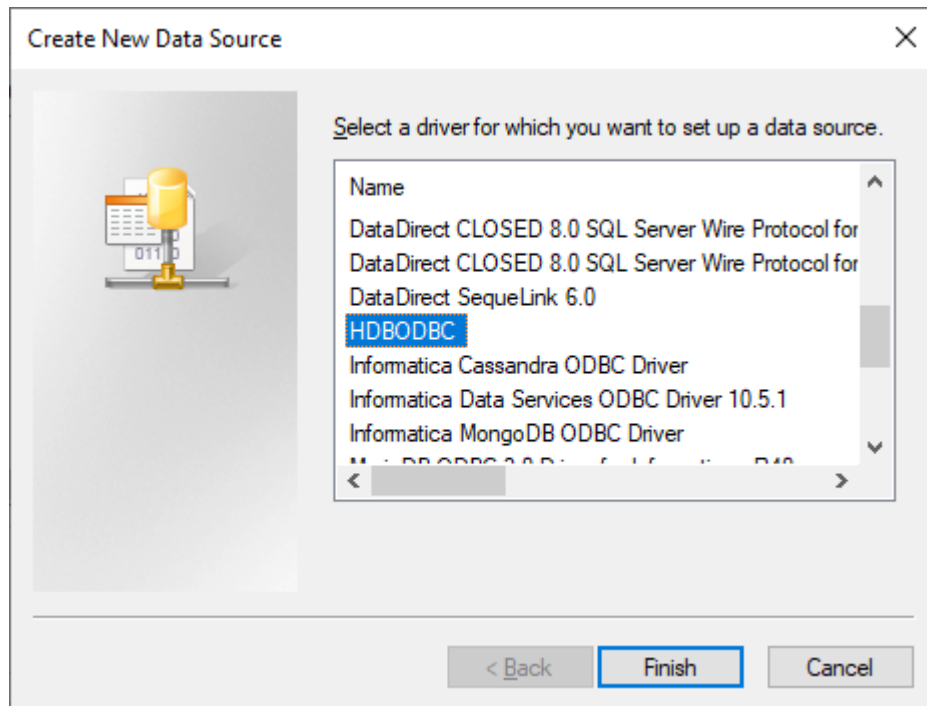 Create New Data Source
Select a driver for which you want to set up a data source.
Name
DataDirect CLOSED 8.0 SQL Server Wire Protocol for
DataDirect CLOSED 8.0 SQL Server Wire Protocol for
DataDirect SequeLink 6.0
HDBODBC
Informatica Cassandra ODBC Driver
Informatica Data Services ODBC Driver 10.5.1
Informatica MongoDB ODBC Driver
< Back
Finish
Cancel